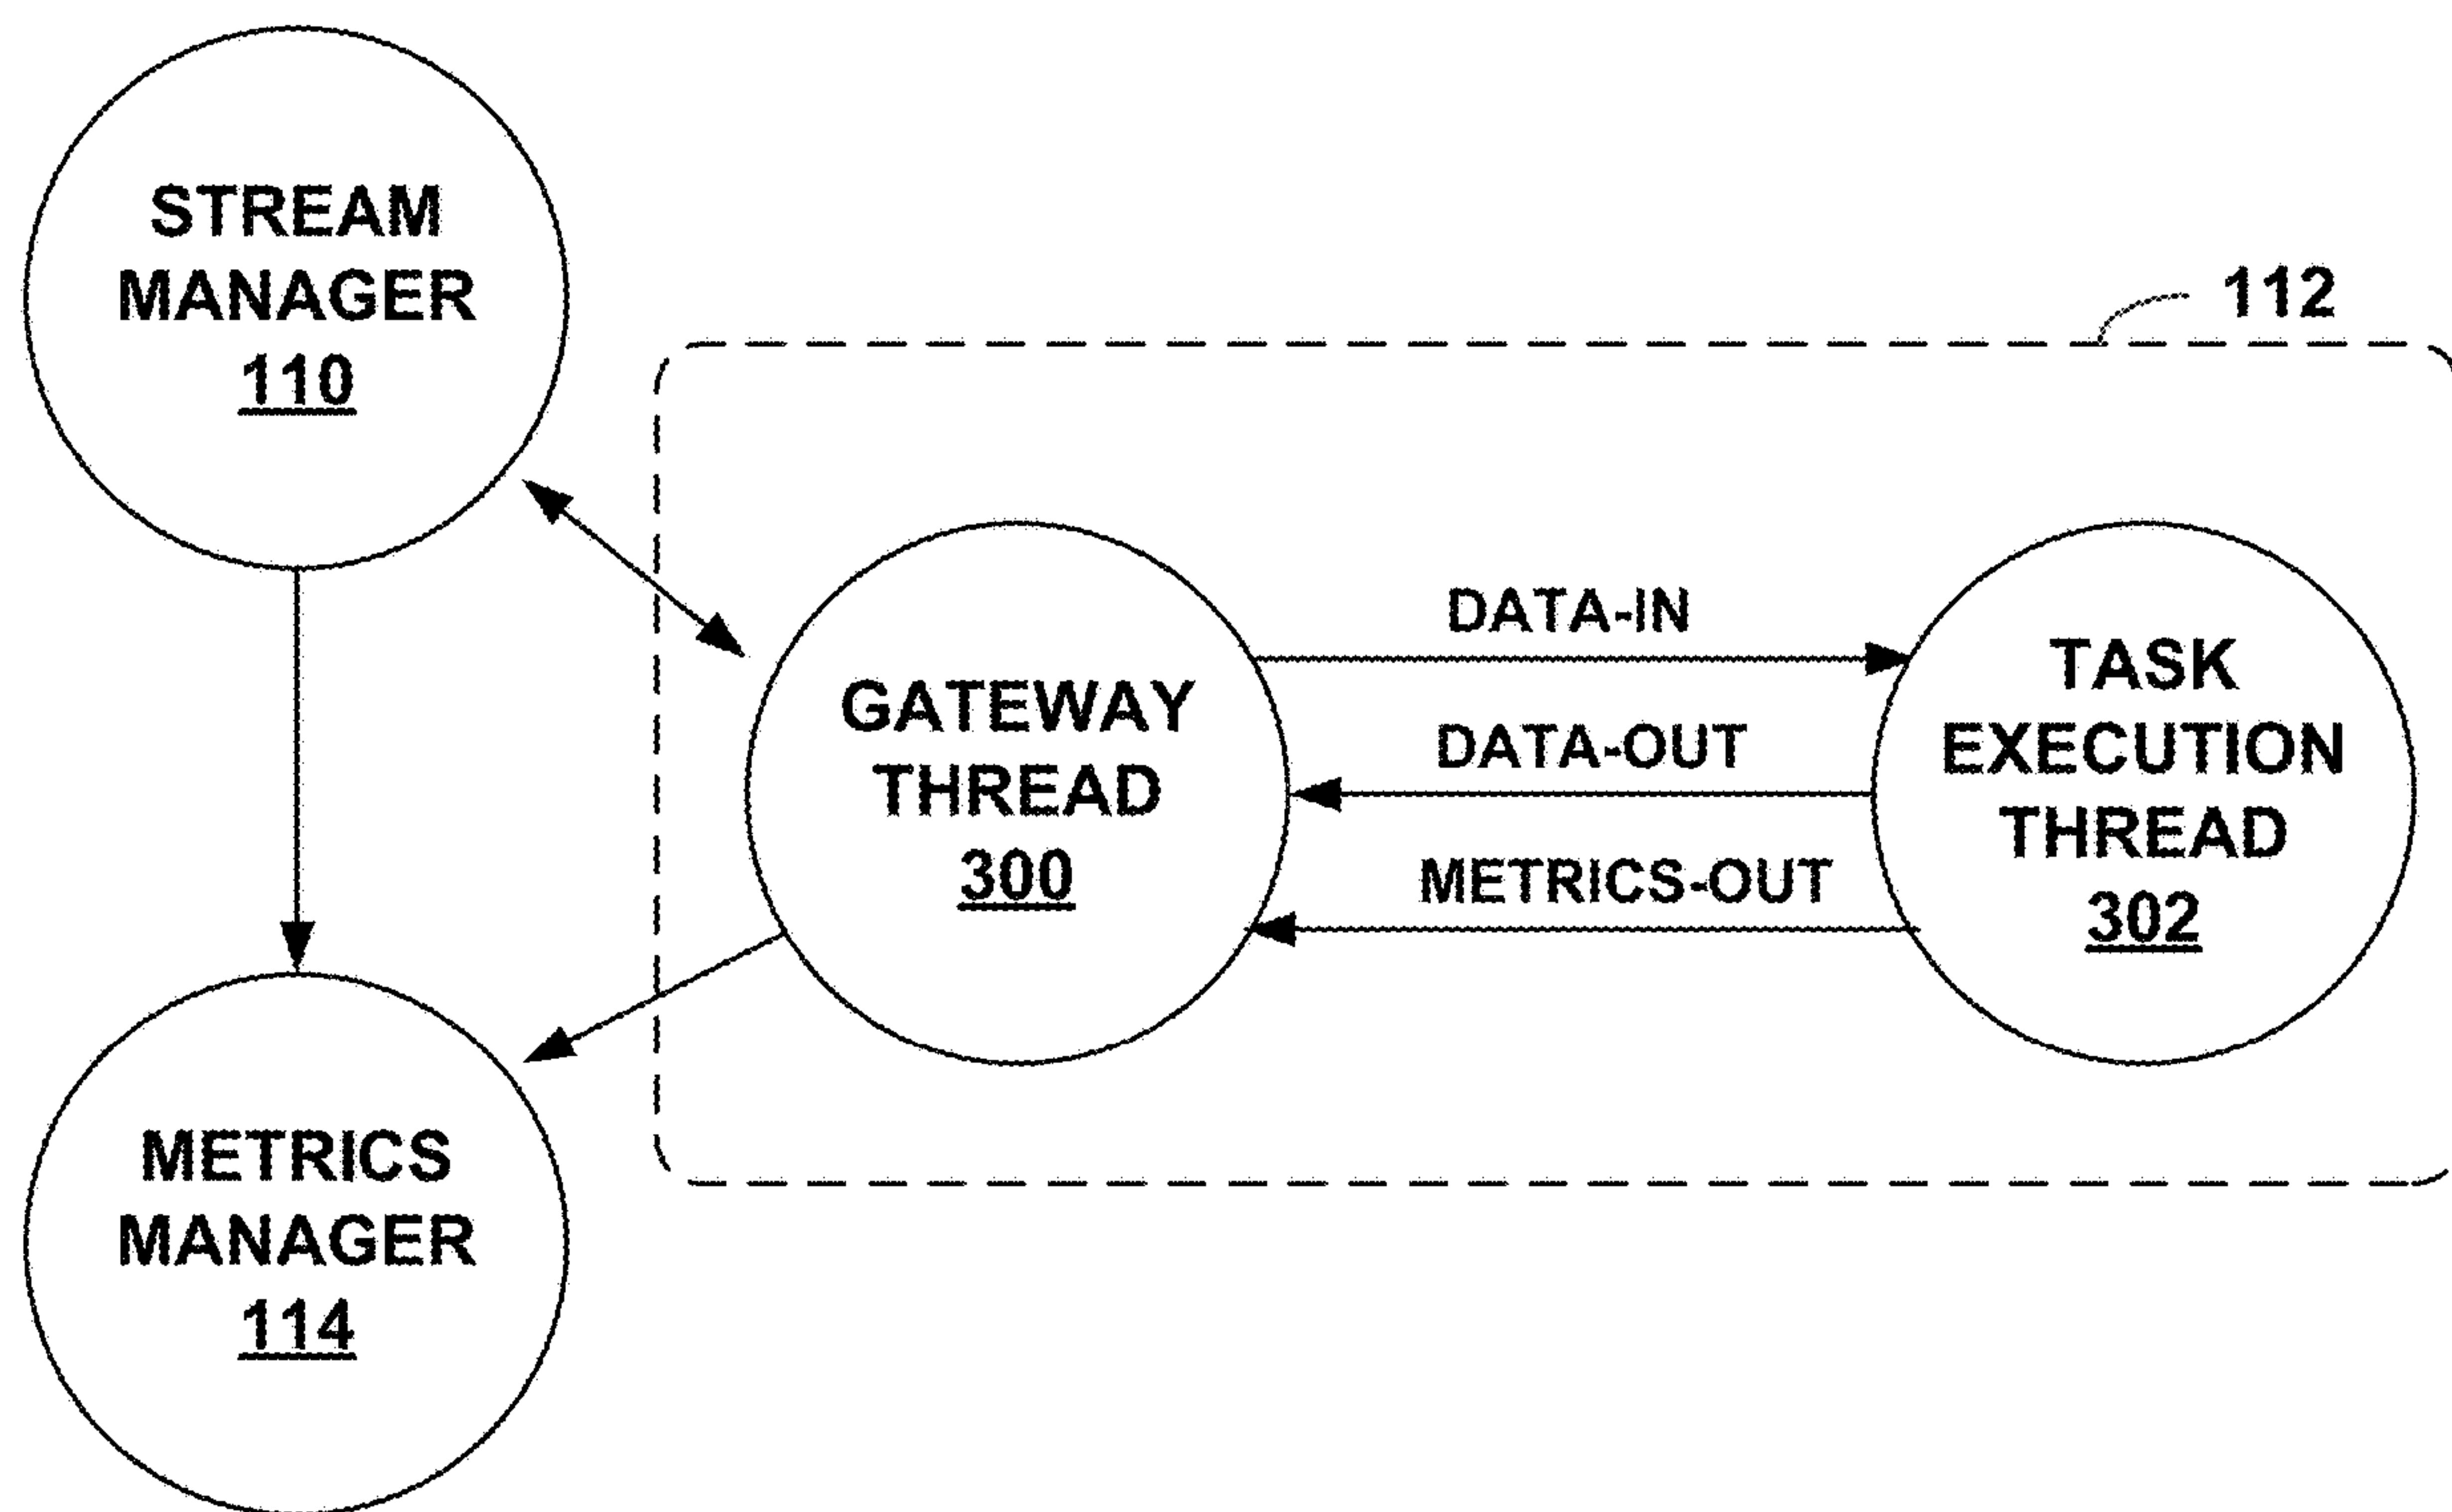 STREAM
MANAGER
110
112
GATEWAY
THREAD
300
DATA-IN
DATA-OUT
METRICS-OUT
TASK
EXECUTION
THREAD
302
METRICS
MANAGER
114